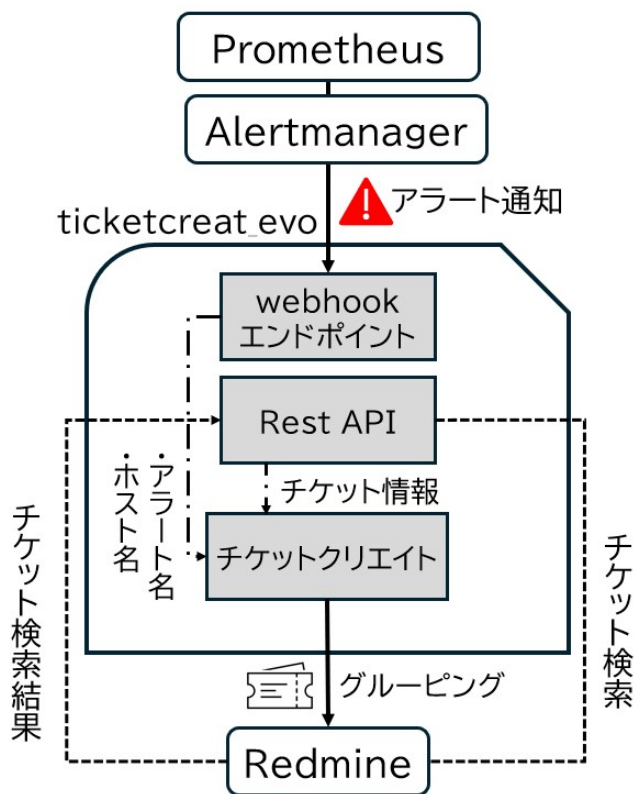 Prometheus
Alertmanager
アラート通知
ticketcreat_evo
webhook
エンドポイント
Rest API
チケット情報
・アラート名
・ホスト名
チケットクリエイト
チケット検索結果
チケット検索
グルーピング
Redmine